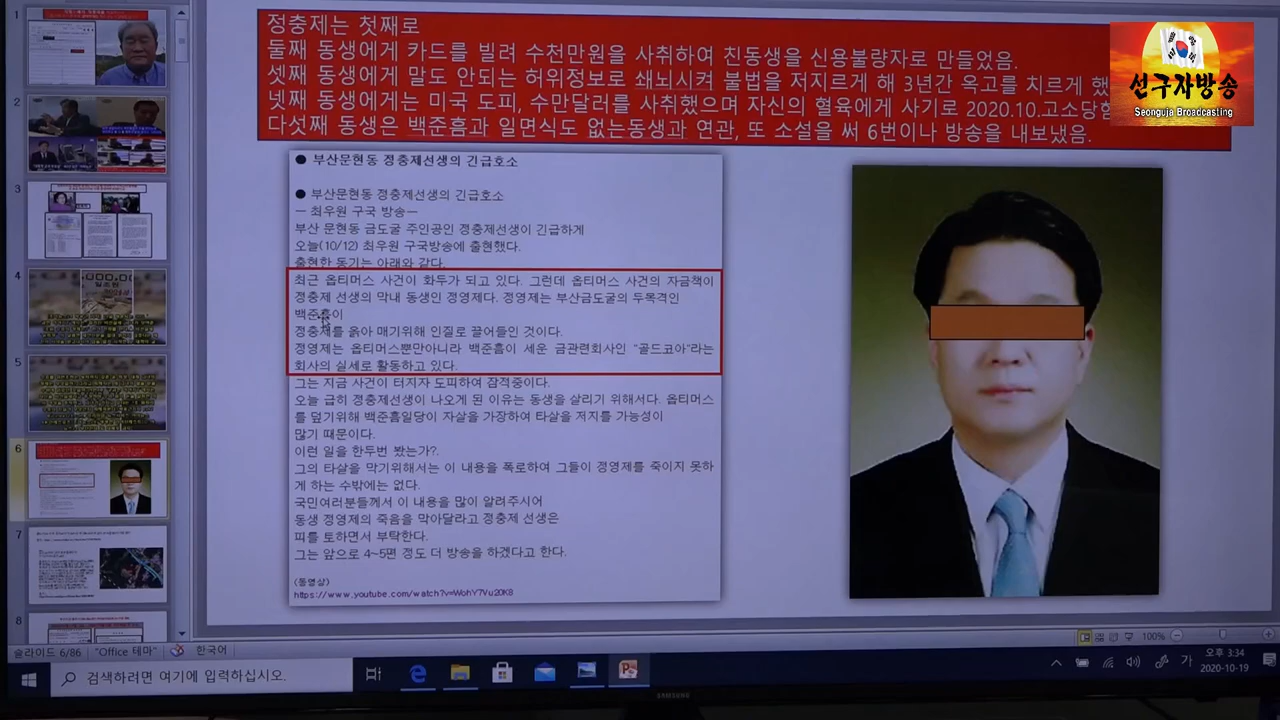 정충제는 첫째로
둘째 동생에게 카드를 빌려 수천만원을 사취하여 친동생을 신용불량자로 만들었음.
셋째 동생에게 말도 안되는 허위정보로 쇄뇌시켜 불법을 저지르게 해 3년간 옥고를 치르게 했
넷째 동생에게는 미국 도피, 수만달러를 사취했으며 자신의 혈육에게 사기로 2020.10.고소당함
다섯째 동생은 백준흠과 일면식도 없는동생과 연관, 또 소설을 써 6번이나 방송을 내보냈음.
선구자방송
Seonguja Broadcasting
● 부산문현동 정충제선생의 긴급호소
● 부산문현동 정충제선생의 긴급호소
─ 최우원 구국 방송─
부산 문현동 금도굴 주인공인 정충제선생이 긴급하게
오늘(10/12) 최우원 구국방송에 출현했다.
출현한 동기는 아래와 같다.
최근 옵티머스 사건이 화두가 되고 있다. 그런데 옵티머스 사건의 자금책이
정충제 선생의 막내 동생인 정영제다. 정영제는 부산금도굴의 두목격인
백준흠이
정충제를 옭아 매기위해 인질로 끌어들인 것이다.
정영제는 옵티머스뿐만아니라 백준흠이 세운 금관련회사인 "골드코아"라는
회사의 실세로 활동하고 있다.
그는 지금 사건이 터지자 도피하여 잠적중이다.
오늘 급히 정충제선생이 나오게 된 이유는 동생을 살리기 위해서다. 옵티머스
를 덮기위해 백준흠일당이 자살을 가장하여 타살을 저지를 가능성이
많기 때문이다.
이런 일을 한두번 봤는가?.
그의 타살을 막기위해서는 이 내용을 폭로하여 그들이 정영제를 죽이지 못하
게 하는 수밖에는 없다.
국민여러분들께서 이 내용을 많이 알려주시어
동생 정영제의 죽음을 막아달라고 정충제 선생은
피를 토하면서 부탁한다.
그는 앞으로 4~5편 정도 더 방송을 하겠다고 한다.
(동영상)
https://www.youtube.com/watch?v=WohY7Vu20K8
1
2
3
4
5
6
7
8
슬라이드 6/86
"Office 테마"
한국어
100%
검색하려면 여기에 입력하십시오.
가
오후 3:34
2020-10-19
SAMSUNG